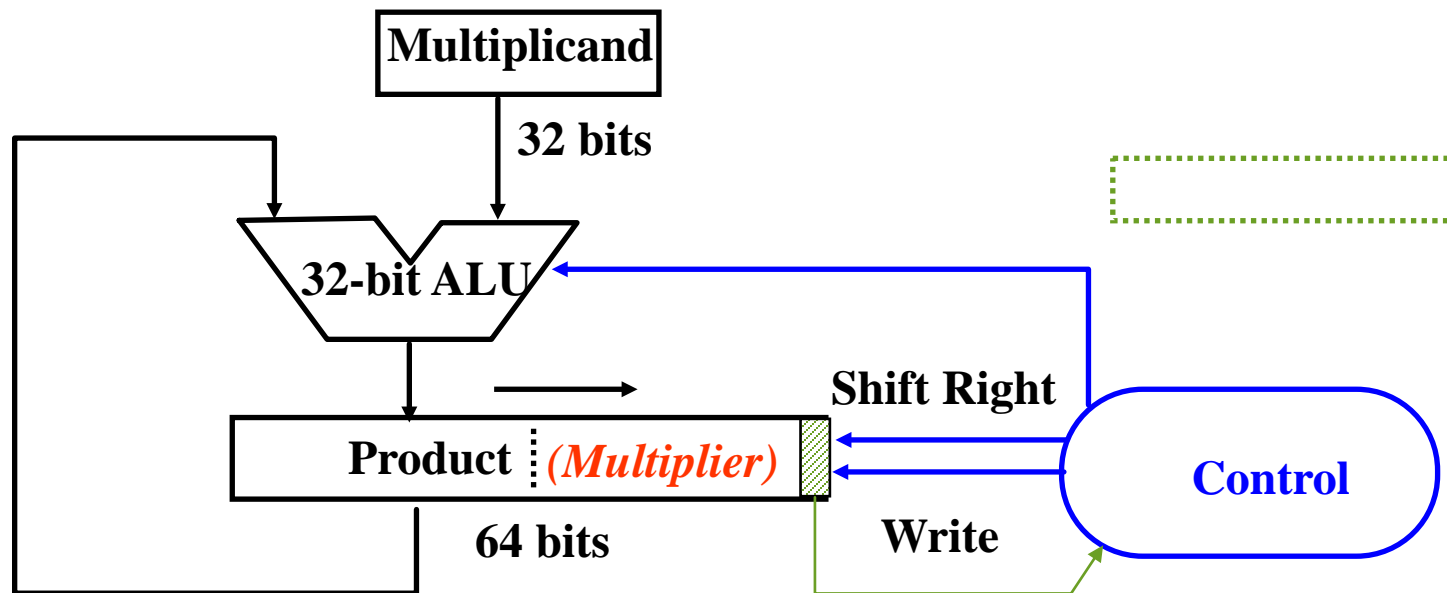 Multiplicand
32 bits
32-bit ALU
Shift Right
Product (Multiplier)
Control
64 bits
Write